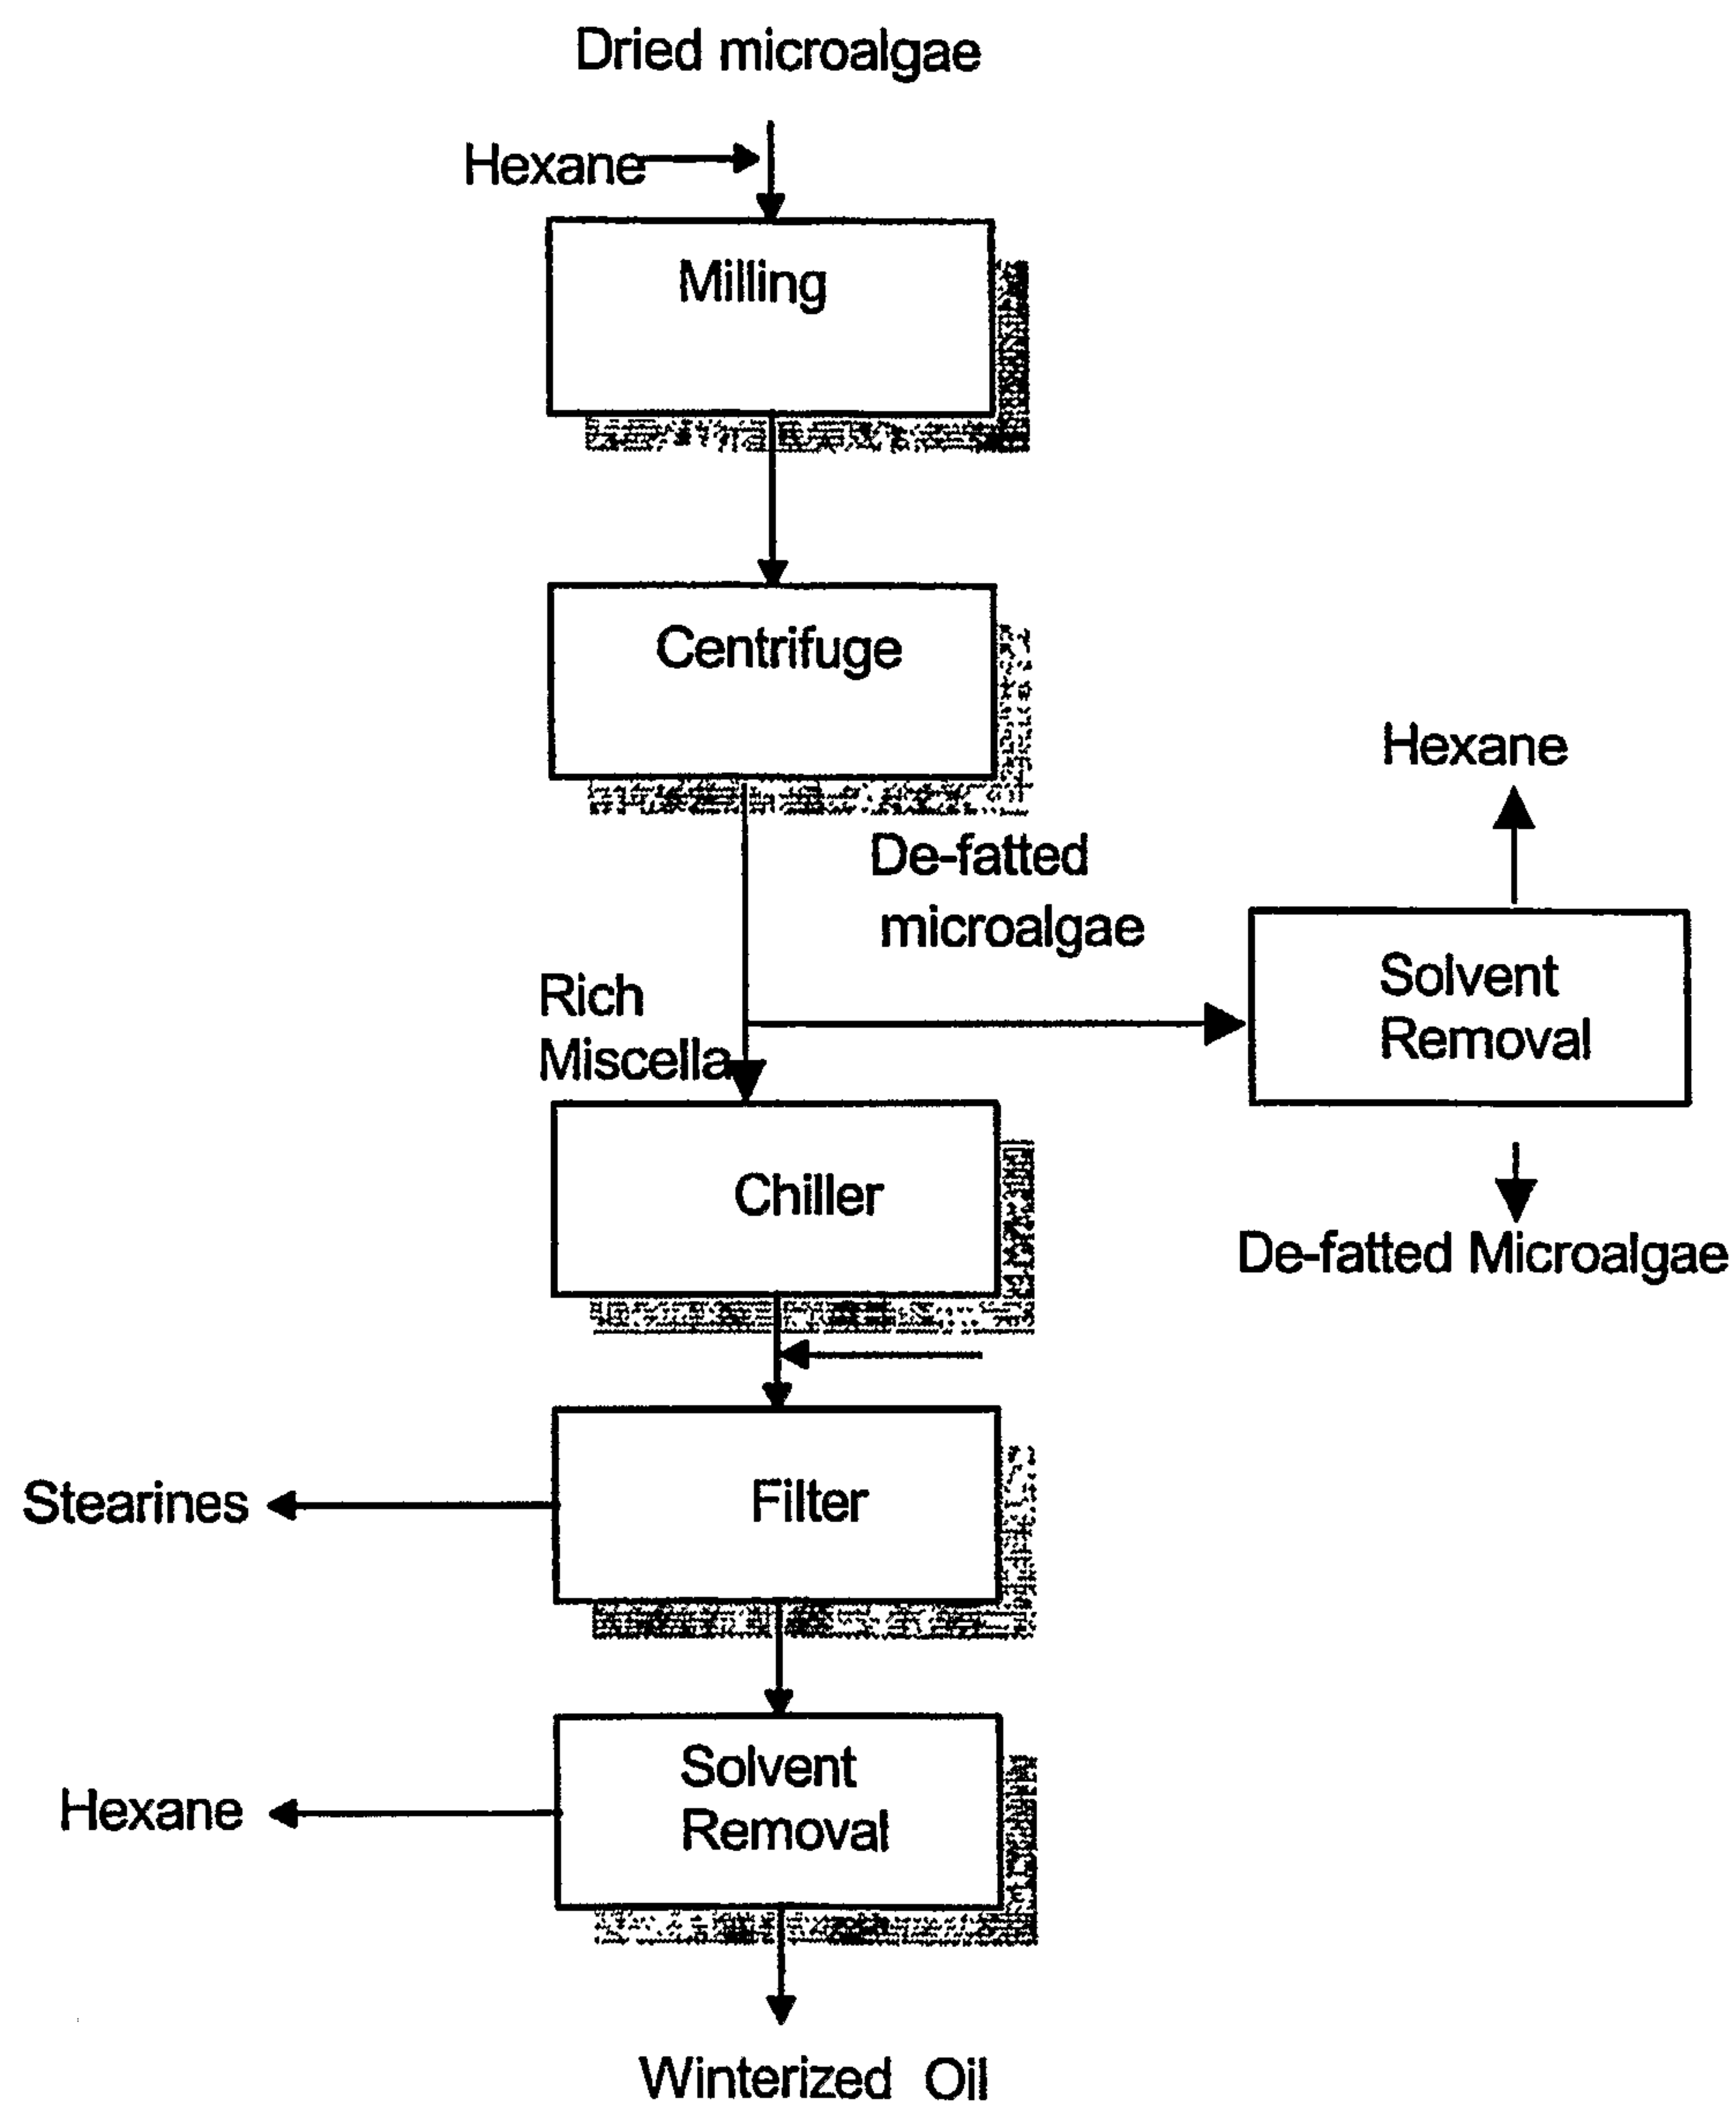 Dried microalgae
Hexane
Milling
Centrifuge
Hexane
De-fatted
microalgae
Solvent
Removal
Rich
Miscella
Chiller
De-fatted Microalgae
Filter
Stearines
Solvent
Removal
Hexane
Winterized Oil